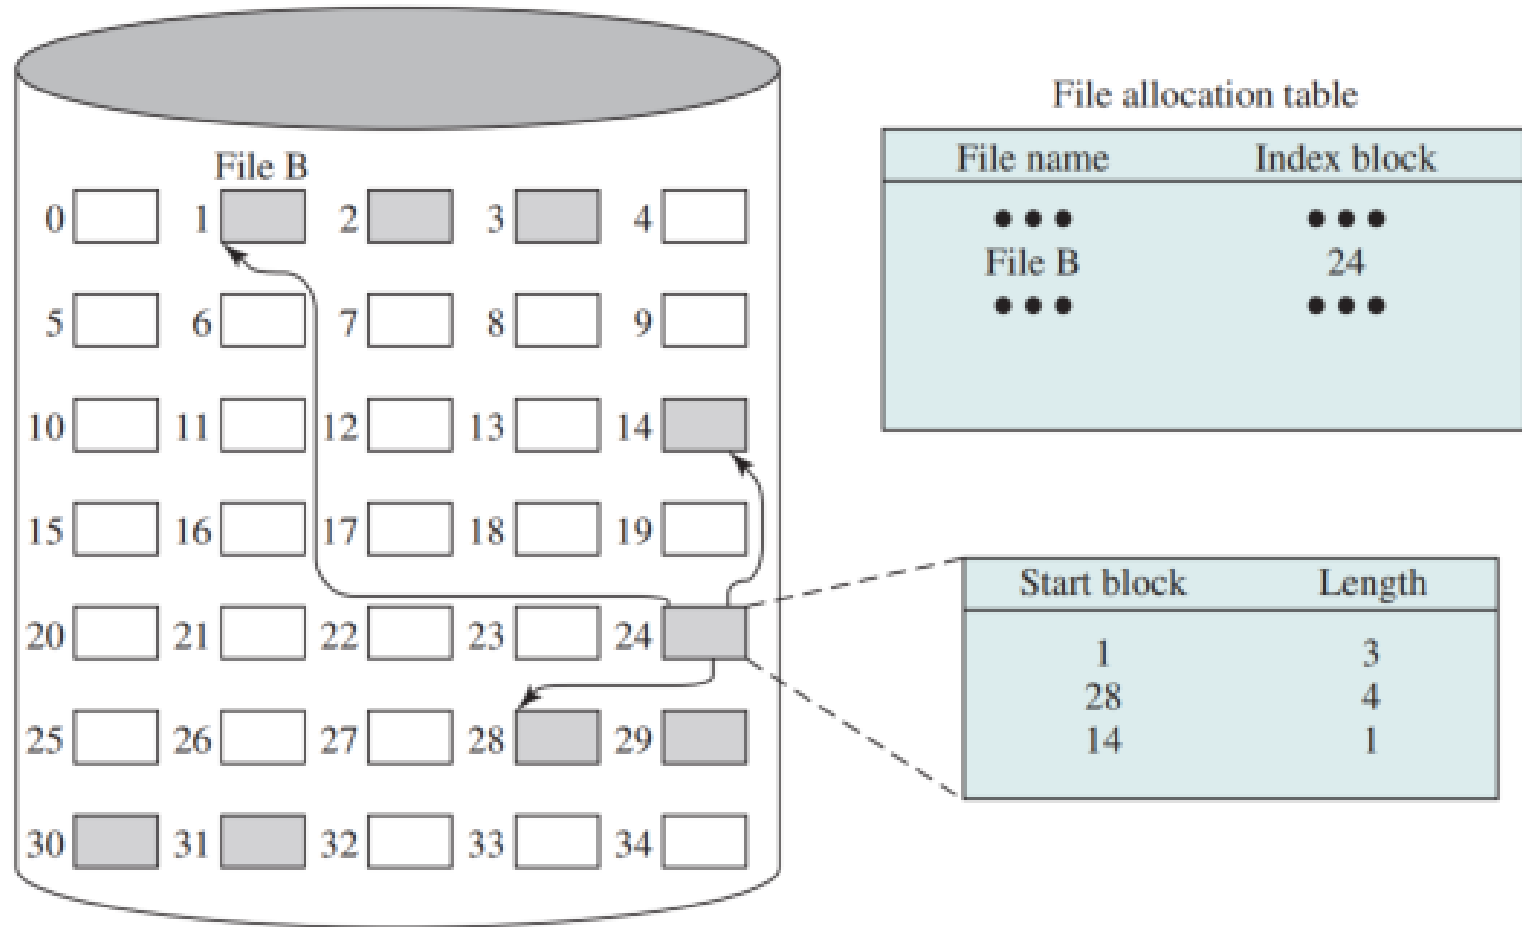 File B
0 1 2 3 4
5 6 7 8 9
10 11 12 13 14
15 16 17 18 19
20 21 22 23 24
25 26 27 28 29
30 31 32 33 34
File allocation table
File name Index block
••• •••
File B 24
••• •••
Start block Length
1 3
28 4
14 1